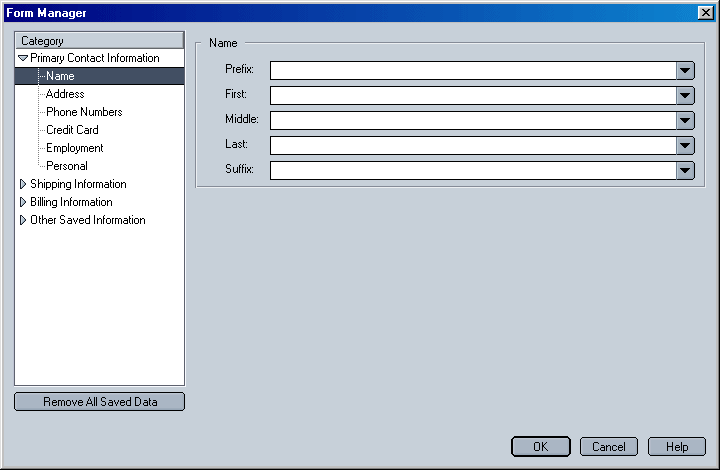 Form Manager
Category
Primary Contact Information
Name
Address
Phone Numbers
Credit Card
Employment
Personal
Shipping Information
Billing Information
Other Saved Information
Remove All Saved Data
Name
Prefix:
First:
Middle:
Last:
Suffix:
OK
Cancel
Help